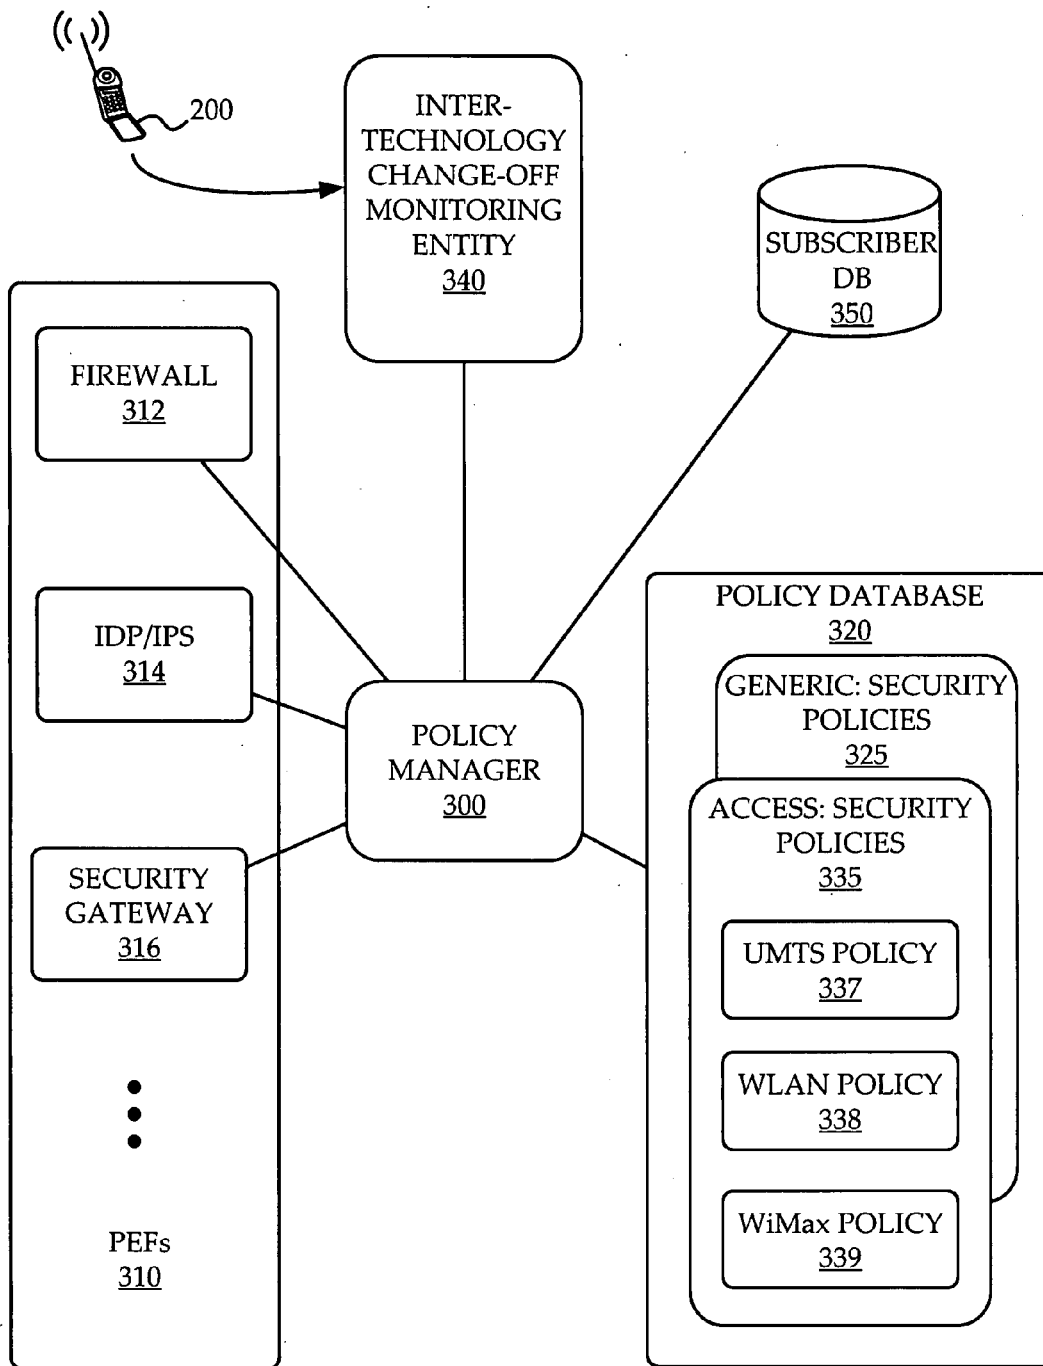 200
INTER-
TECHNOLOGY
CHANGE-OFF
MONITORING
ENTITY
340
SUBSCRIBER
DB
350
FIREWALL
312
IDP/IPS
314
SECURITY
GATEWAY
316
PEFs
310
POLICY
MANAGER
300
POLICY DATABASE
320
GENERIC: SECURITY
POLICIES
325
ACCESS: SECURITY
POLICIES
335
UMTS POLICY
337
WLAN POLICY
338
WiMax POLICY
339